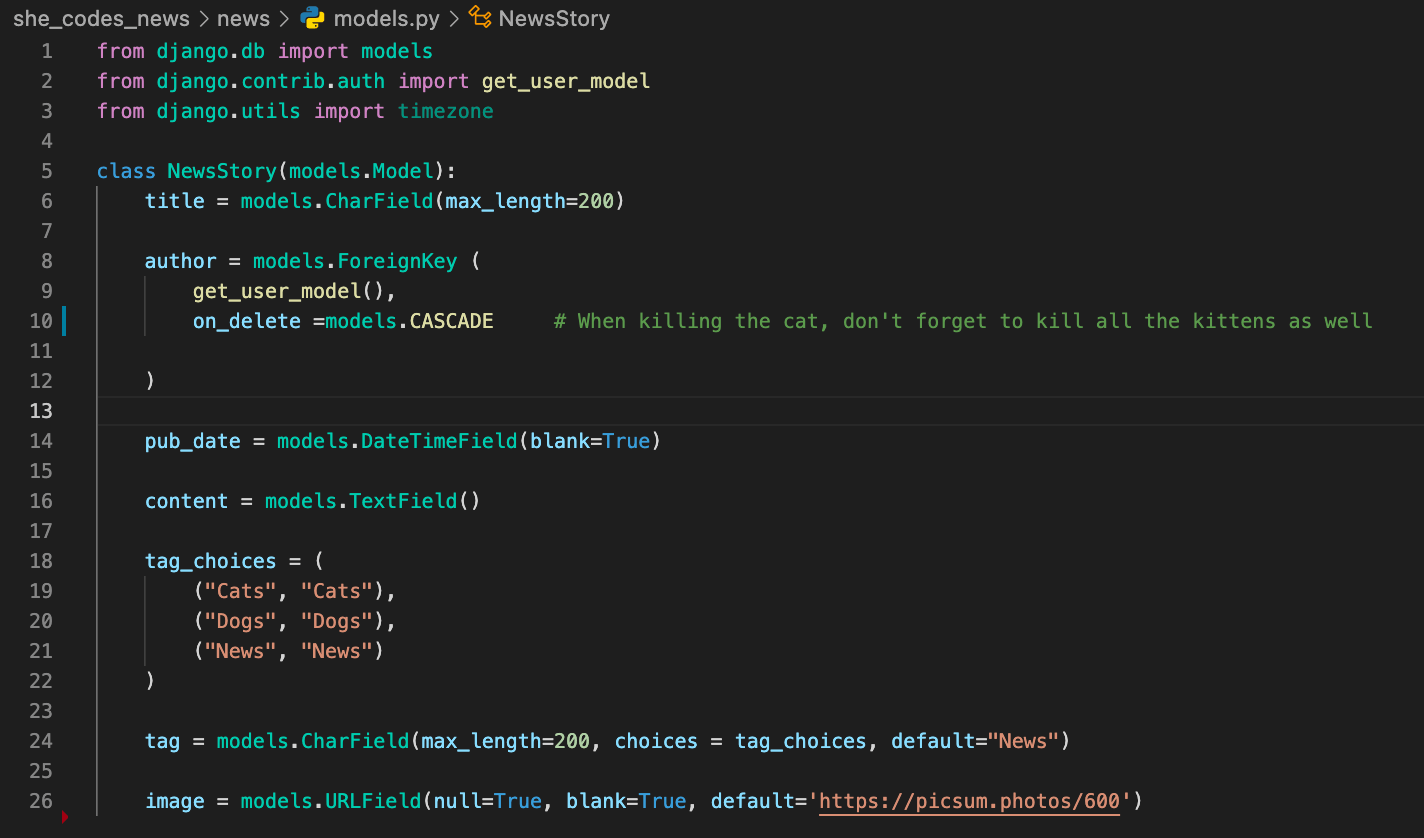 she_codes_news > news > models.py > NewsStory
1 from django.db import models
2 from django.contrib.auth import get_user_model
3 from django.utils import timezone
4
5 class NewsStory(models.Model):
6     title = models.CharField(max_length=200)
7
8     author = models.ForeignKey (
9         get_user_model(),
10         on_delete =models.CASCADE     # When killing the cat, don't forget to kill all the kittens as well
11
12     )
13
14     pub_date = models.DateTimeField(blank=True)
15
16     content = models.TextField()
17
18     tag_choices = (
19         ("Cats", "Cats"),
20         ("Dogs", "Dogs"),
21         ("News", "News")
22     )
23
24     tag = models.CharField(max_length=200, choices = tag_choices, default="News")
25
26     image = models.URLField(null=True, blank=True, default='https://picsum.photos/600')